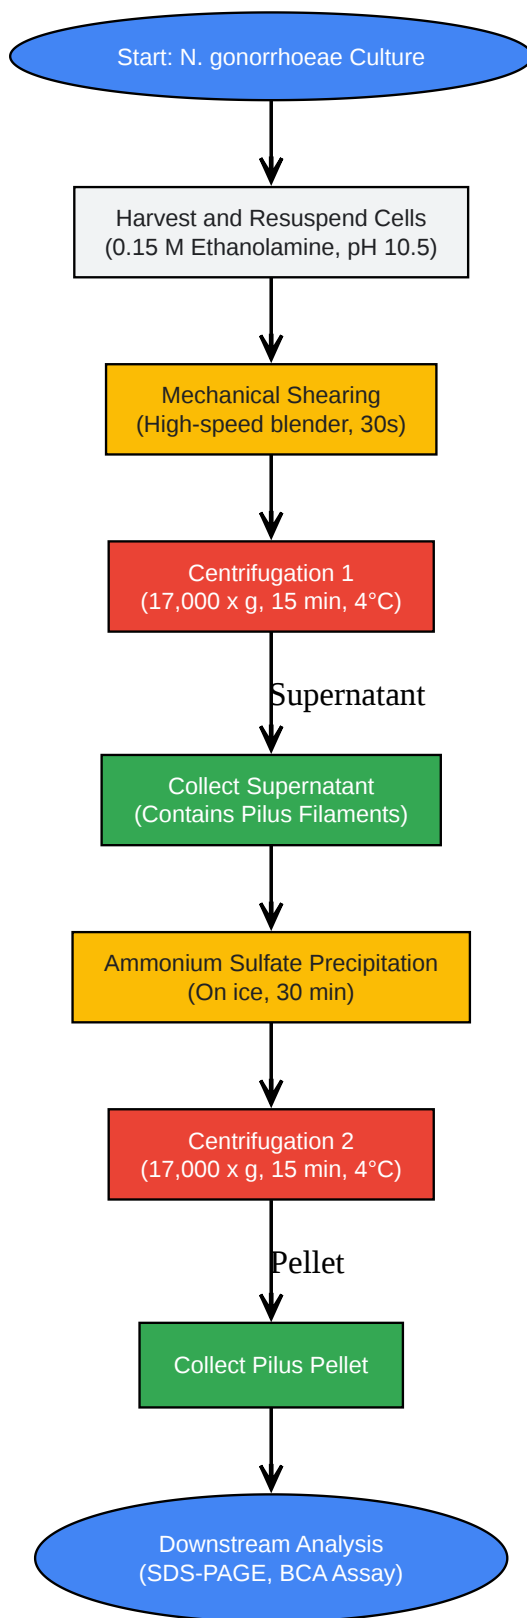 Start: N. gonorrhoeae Culture
Harvest and Resuspend Cells
(0.15 M Ethanolamine, pH 10.5)
Mechanical Shearing
(High-speed blender, 30s)
Centrifugation 1
(17,000 x g, 15 min, 4°C)
Supernatant
Collect Supernatant
(Contains Pilus Filaments)
Ammonium Sulfate Precipitation
(On ice, 30 min)
Centrifugation 2
(17,000 x g, 15 min, 4°C)
Pellet
Collect Pilus Pellet
Downstream Analysis
(SDS-PAGE, BCA Assay)